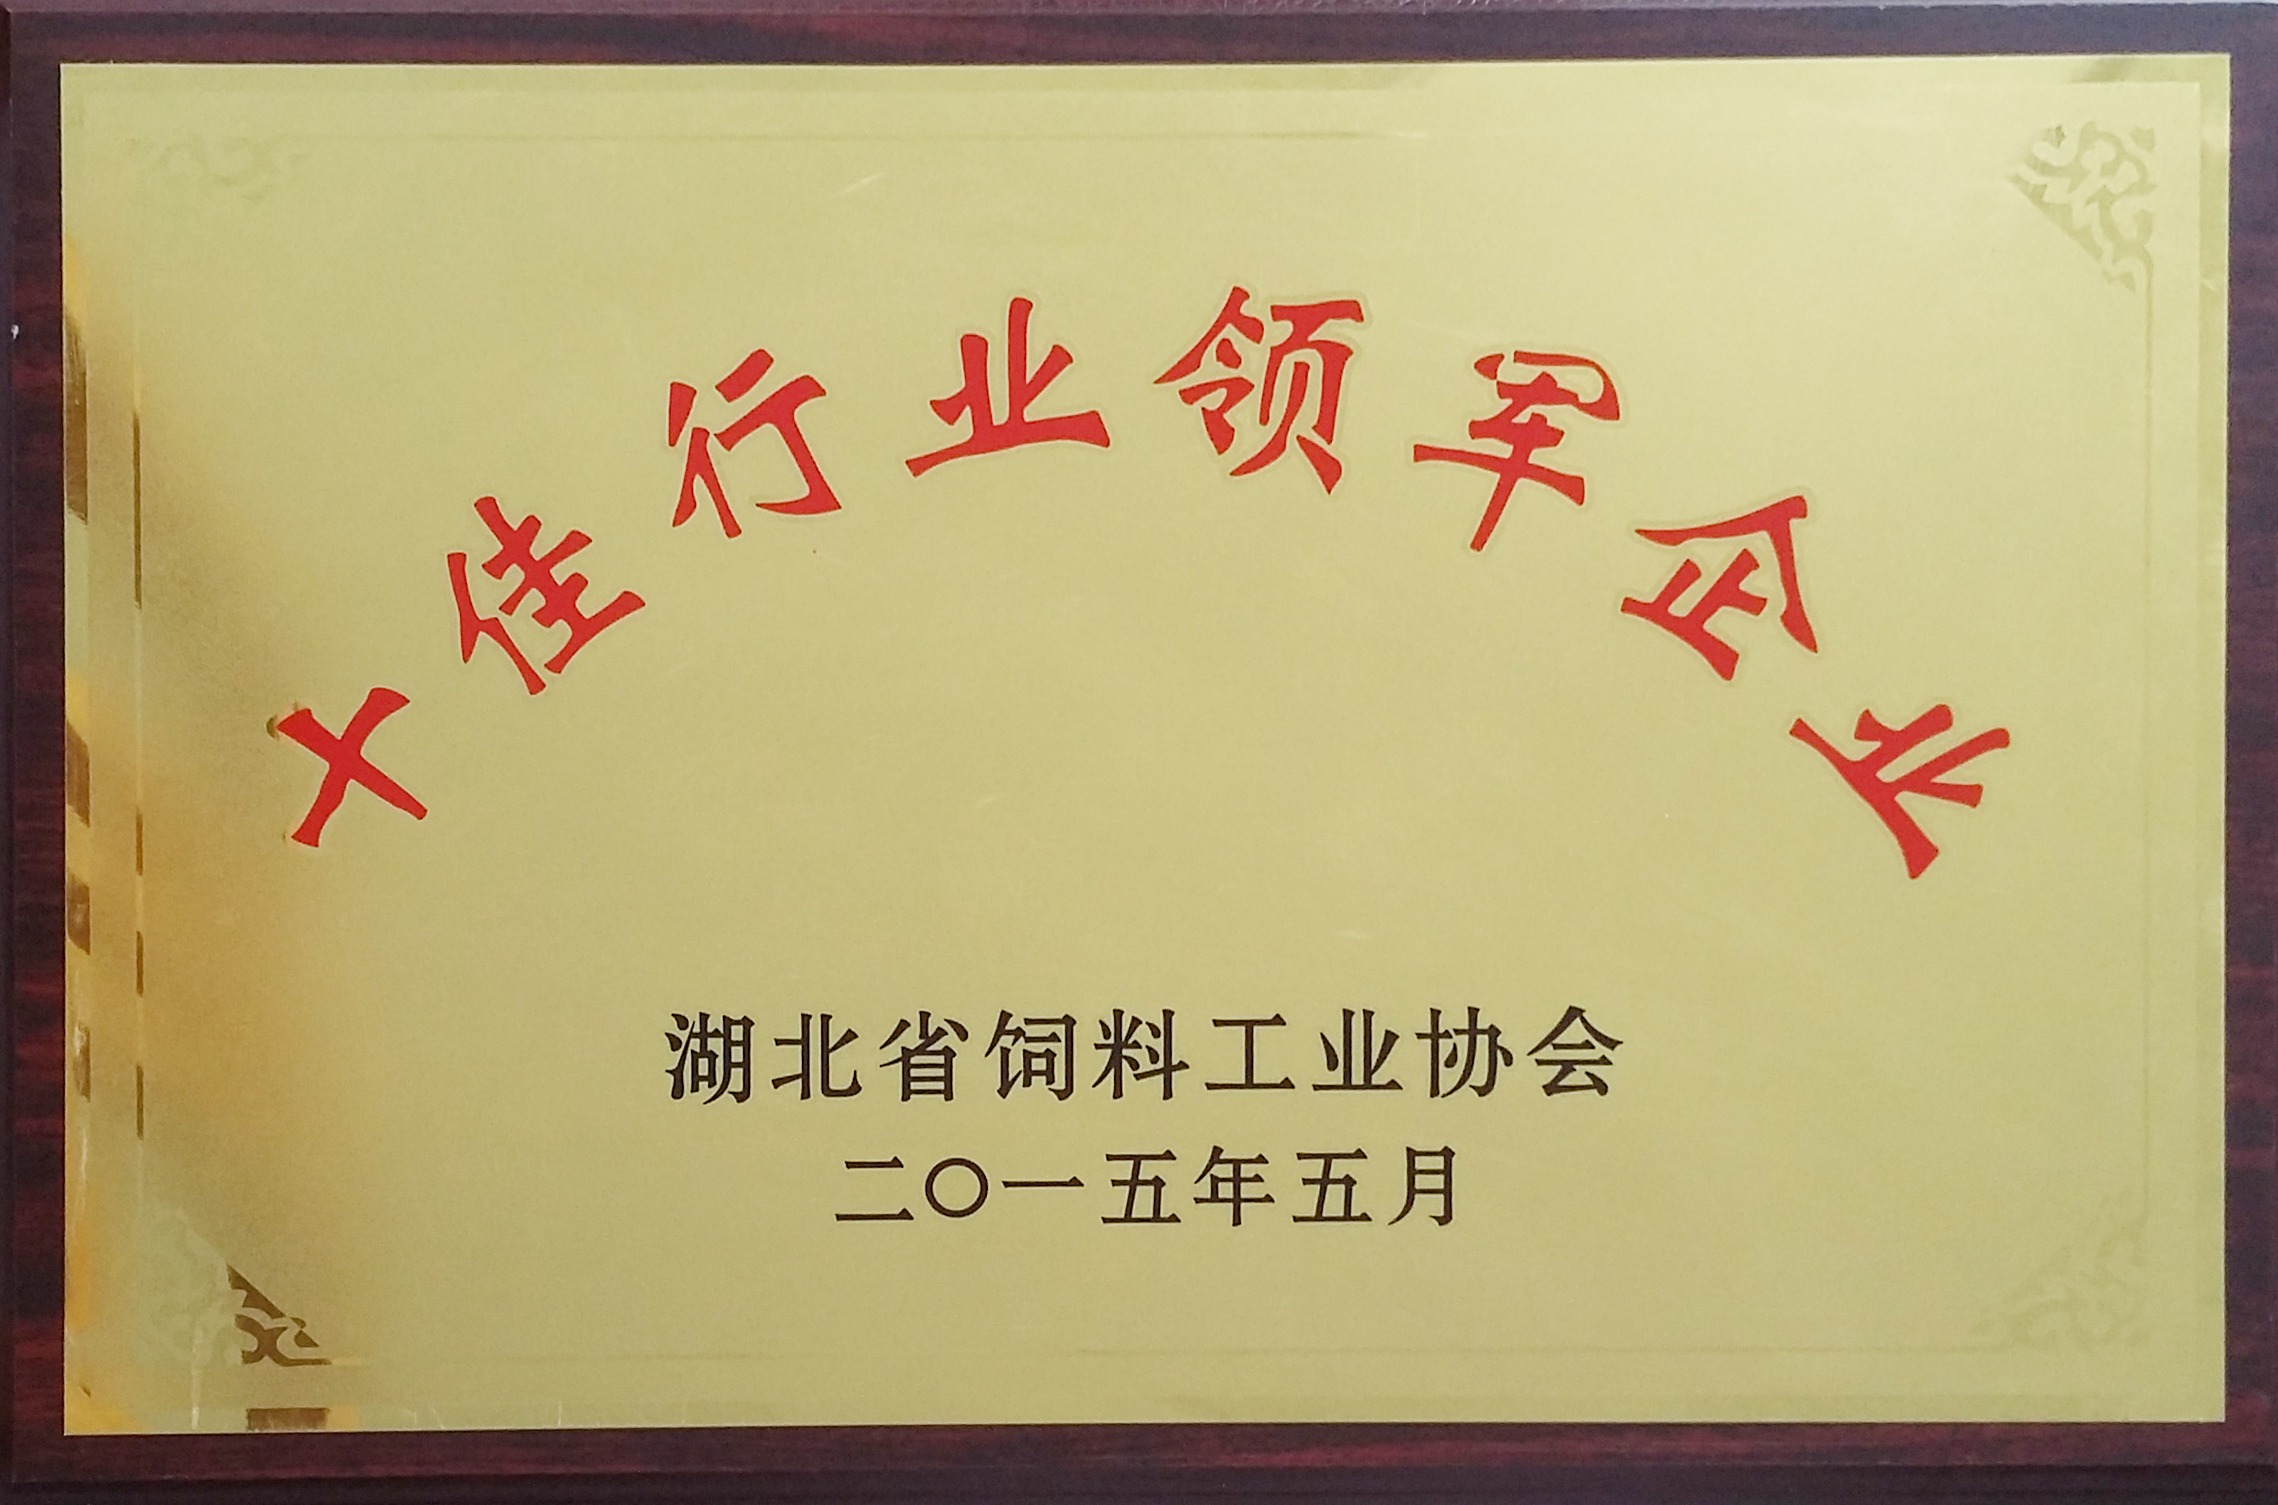 十佳行业领军企业
湖北省饲料工业协会
二〇一五年五月